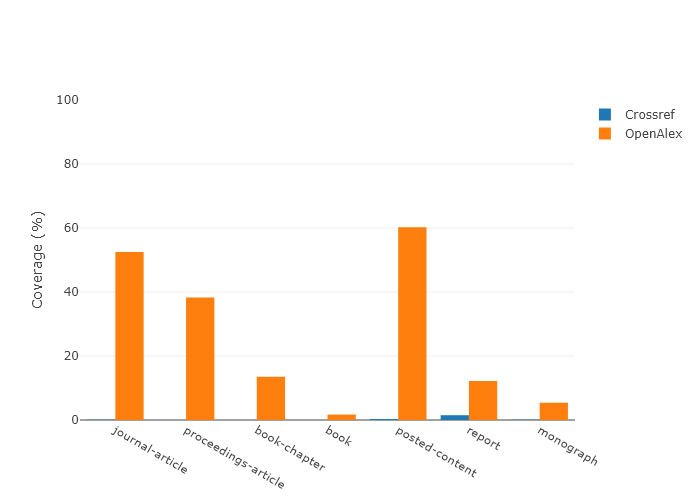 100
80
60
40
20
0
Coverage (%)
journal-article
proceedings-article
book-chapter
book
posted-content
report
monograph
Crossref
OpenAlex